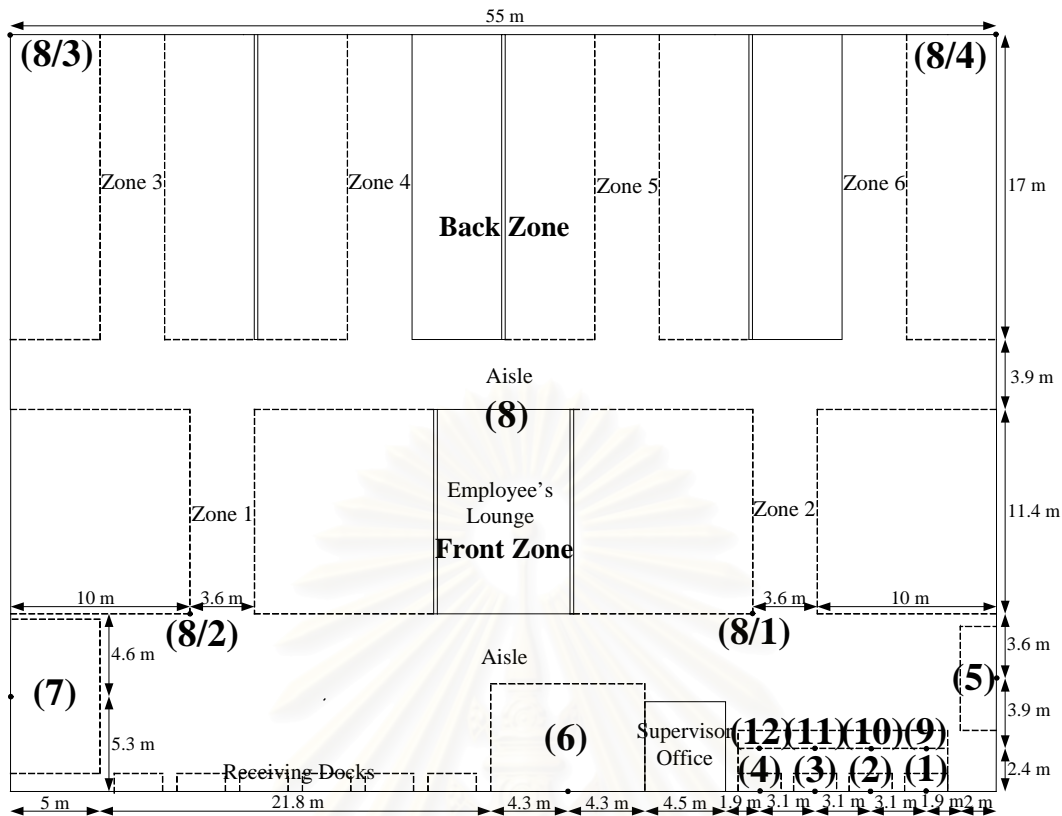 55 m
(8/3) (8/4)
Zone 3 Zone 4 Zone 5 Zone 6
17 m
Back Zone
Aisle
3.9 m
(8)
Employee's
Lounge
Zone 1 Zone 2
11.4 m
Front Zone
10 m 3.6 m 3.6 m 10 m
(8/2) (8/1)
4.6 m
Aisle
3.6 m
(7) (5)
(6)
Supervisor
Office
(12) (11) (10) (9)
3.9 m
5.3 m
Receiving Docks
(4) (3) (2) (1)
2.4 m
5 m 21.8 m 4.3 m 4.3 m 4.5 m 1.9 m 3.1 m 3.1 m 3.1 m 1.9 m 2 m